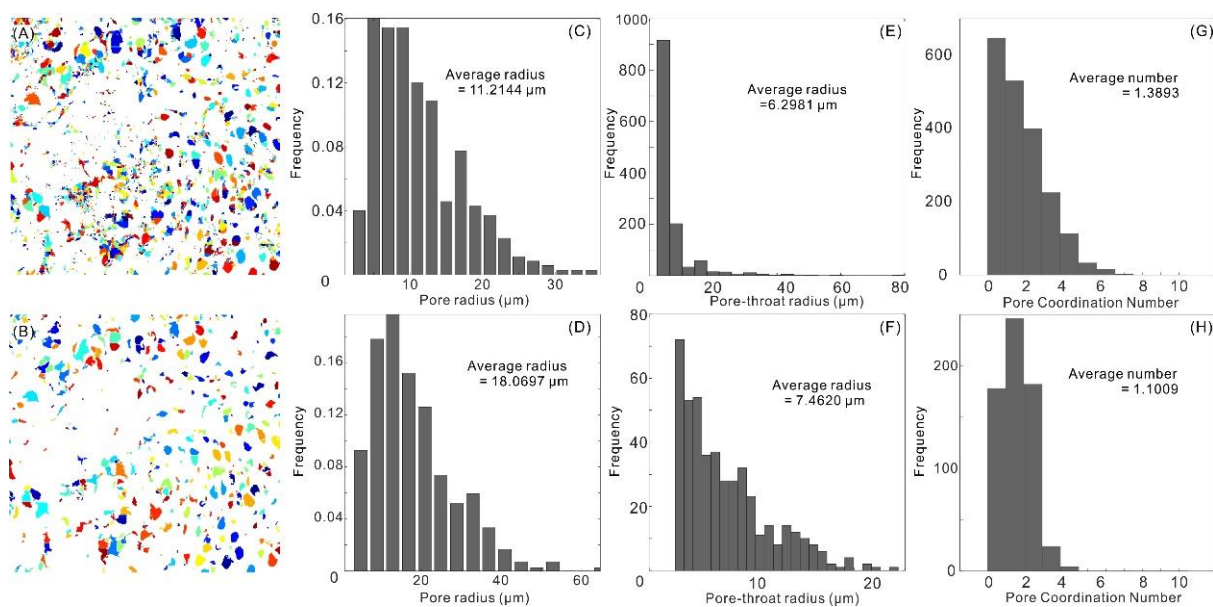 (A)
(B)
(C)
0.16
0.12
0.08
0.04
0
Frequency
Average radius
= 11.2144 μm
10
20
30
Pore radius (μm)
(D)
0.16
0.12
0.08
0.04
0
Frequency
Average radius
= 18.0697 μm
20
40
60
Pore radius (μm)
(E)
1000
800
600
400
200
Frequency
Average radius
=6.2981 μm
0
20
40
60
80
Pore-throat radius (μm)
(F)
80
60
40
20
0
Frequency
Average radius
= 7.4620 μm
10
20
Pore-throat radius (μm)
(G)
600
400
200
0
Frequency
Average number
= 1.3893
0
2
4
6
8
10
Pore Coordination Number
(H)
200
100
0
Frequency
Average number
= 1.1009
0
2
4
6
8
10
Pore Coordination Number